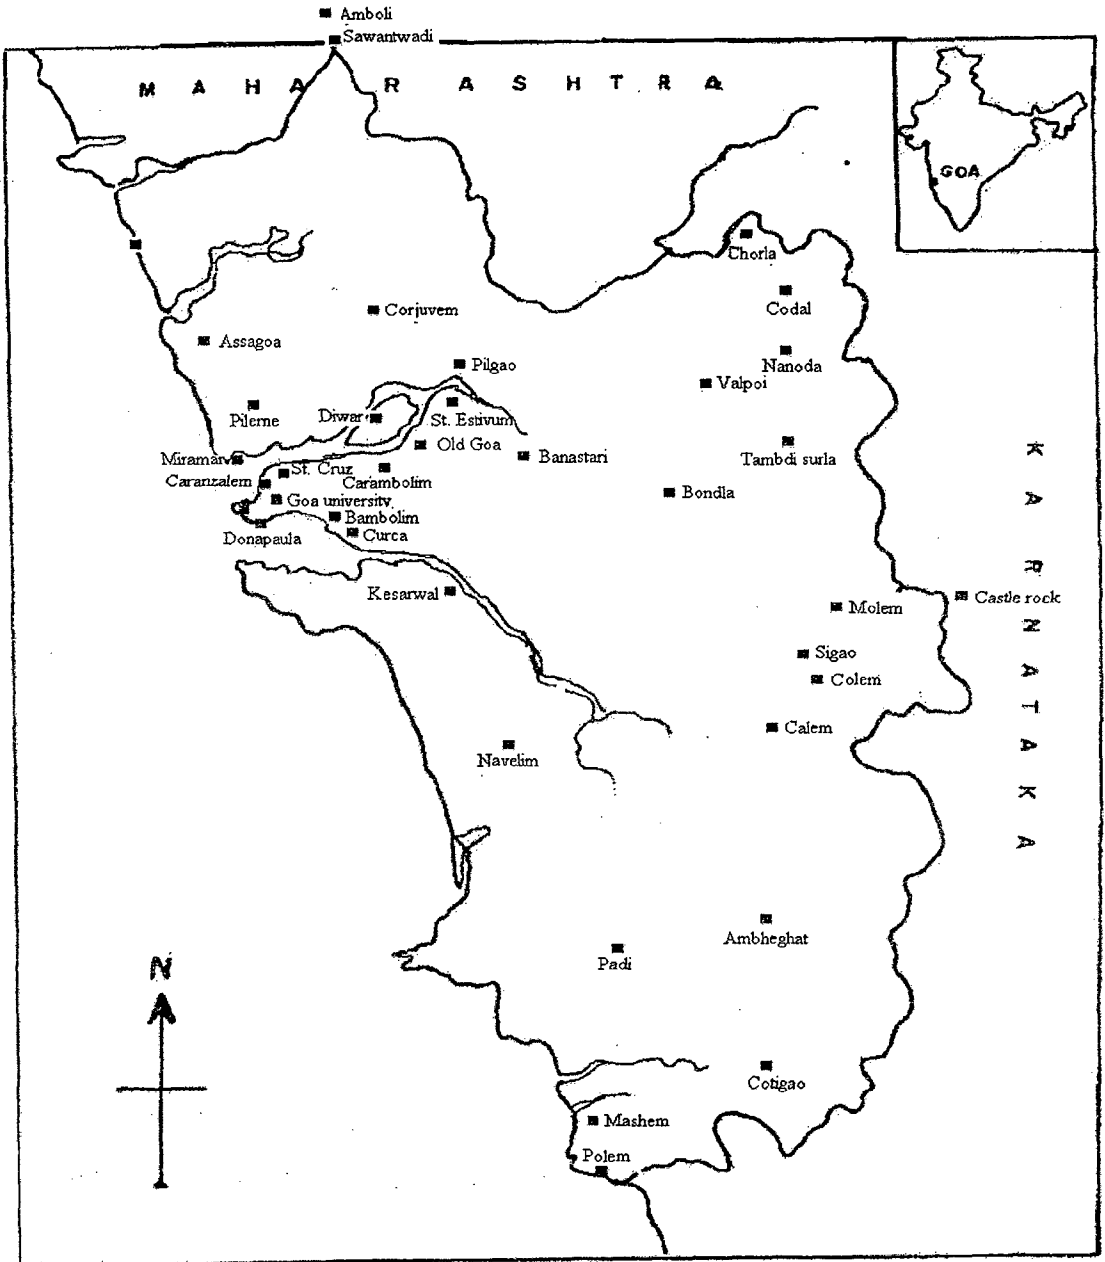 Amboli
Sawantwadi
MAHARASHTRA
GOA
Chorla
Codal
Corjuvem
Assagoa
Nanoda
Pilgao
Valpoi
Pilerne
Diwar
St. Estivum
Old Goa
Banastari
Tambdi surla
Miramar
St. Cruz
Caranzalem
Carambolim
Goa university
Bondla
Bambolim
Donapaula
Curca
Kesarwal
Molem
Castle rock
KARNATAKA
Sigao
Colem
Calem
Navelim
Ambheghat
Padi
N
Cotigao
Mashem
Polem